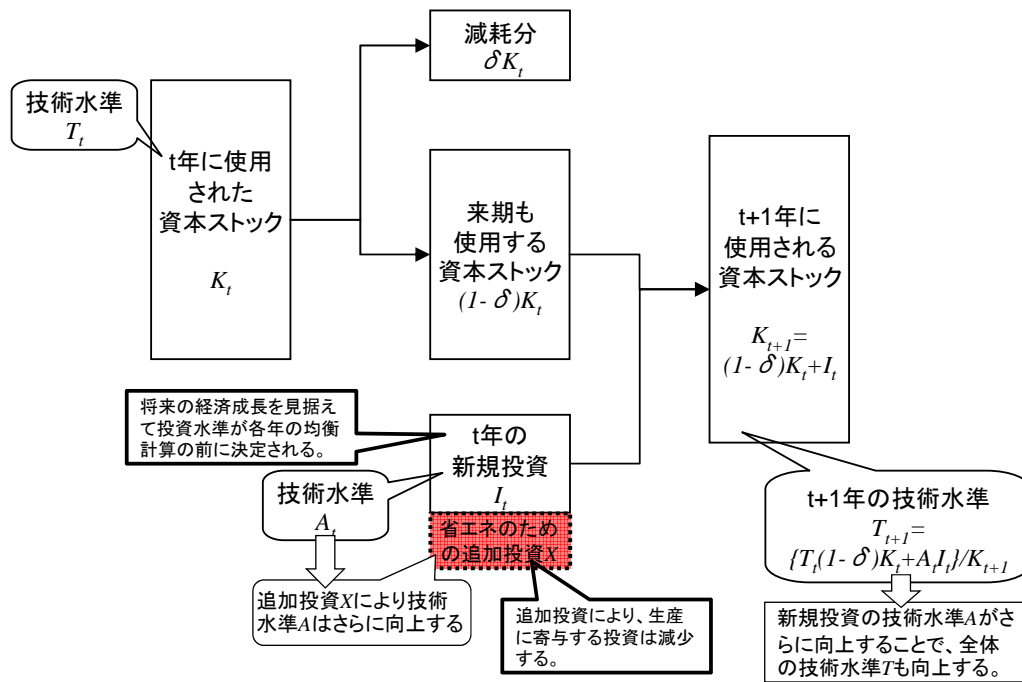 減耗分
δK_t
技術水準
T_t
t年に使用
された
資本ストック
K_t
来期も
使用する
資本ストック
(1- δ)K_t
t+1年に
使用される
資本ストック
K_{t+1}=
(1- δ)K_t+I_t
将来の経済成長を見据え
て投資水準が各年の均衡
計算の前に決定される。
t年の
新規投資
I_t
技術水準
A_t
省エネのため
の追加投資X
追加投資Xにより技術
水準Aはさらに向上する
追加投資により、生産
に寄与する投資は減少
する。
t+1年の技術水準
T_{t+1}=
{T_t(1- δ)K_t+A_tI_t}/K_{t+1}
新規投資の技術水準Aがさ
らに向上することで、全体
の技術水準Tも向上する。